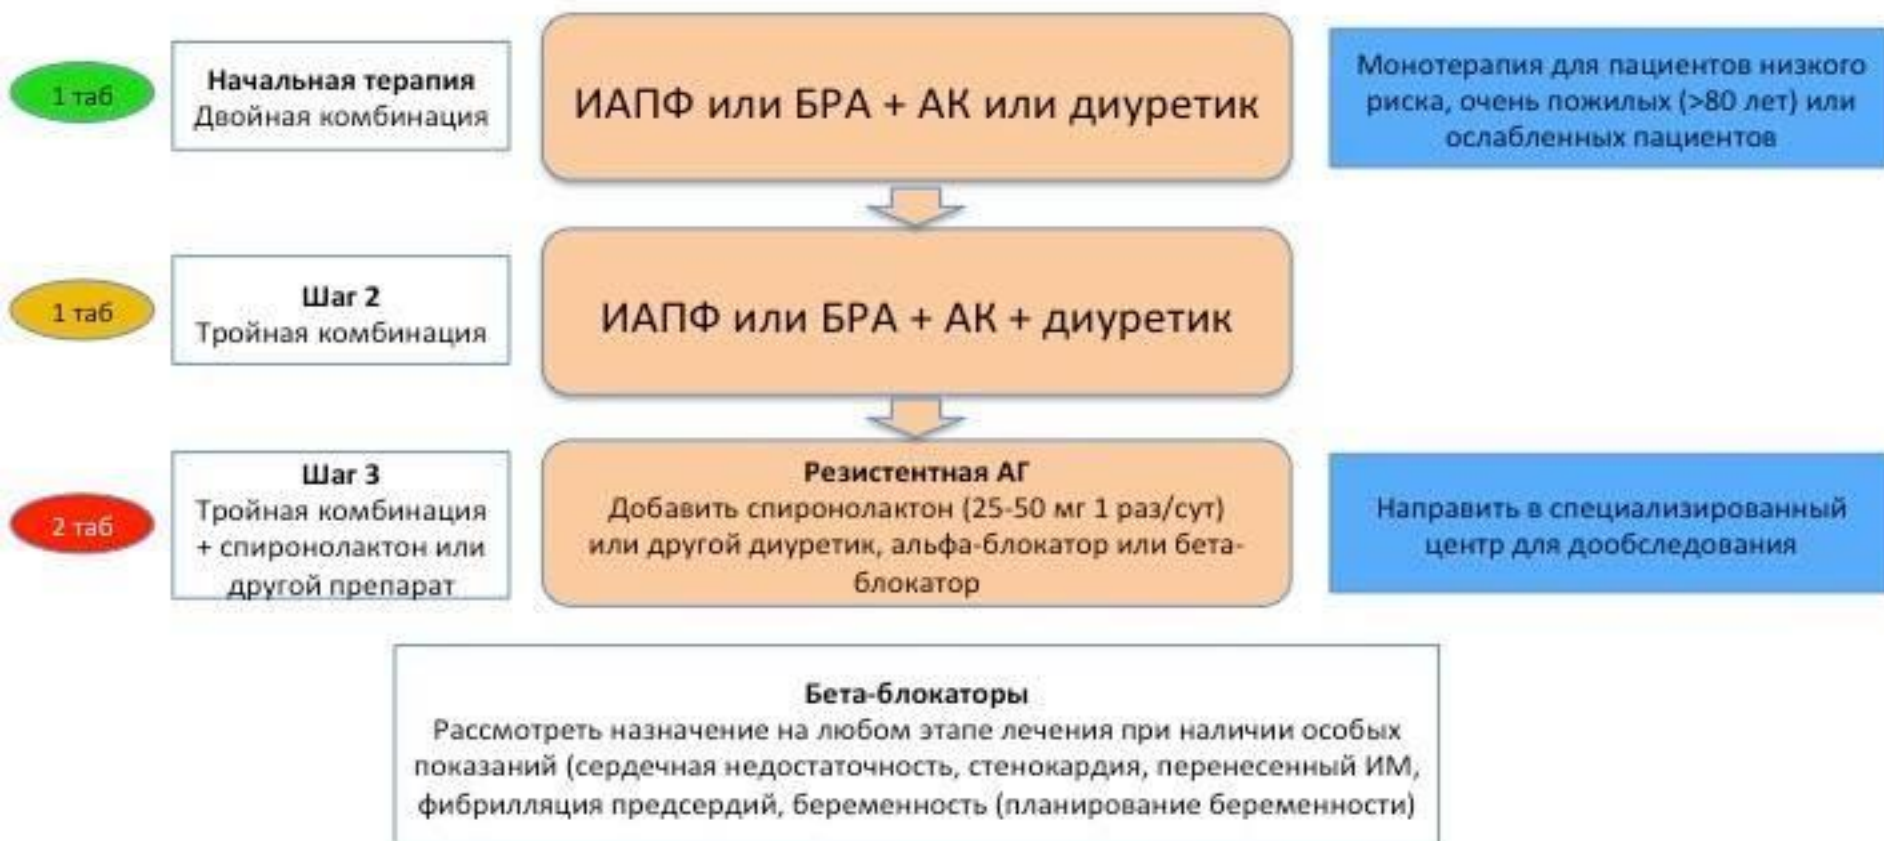 1 таб
Начальная терапия
Двойная комбинация
ИАПФ или БРА + АК или диуретик
Монотерапия для пациентов низкого
риска, очень пожилых (>80 лет) или
ослабленных пациентов
1 таб
Шаг 2
Тройная комбинация
ИАПФ или БРА + АК + диуретик
2 таб
Шаг 3
Тройная комбинация
+ спиронолактон или
другой препарат
Резистентная АГ
Добавить спиронолактон (25-50 мг 1 раз/сут)
или другой диуретик, альфа-блокатор или бета-
блокатор
Направить в специализированный
центр для дообследования
Бета-блокаторы
Рассмотреть назначение на любом этапе лечения при наличии особых
показаний (сердечная недостаточность, стенокардия, перенесенный ИМ,
фибрилляция предсердий, беременность (планирование беременности)